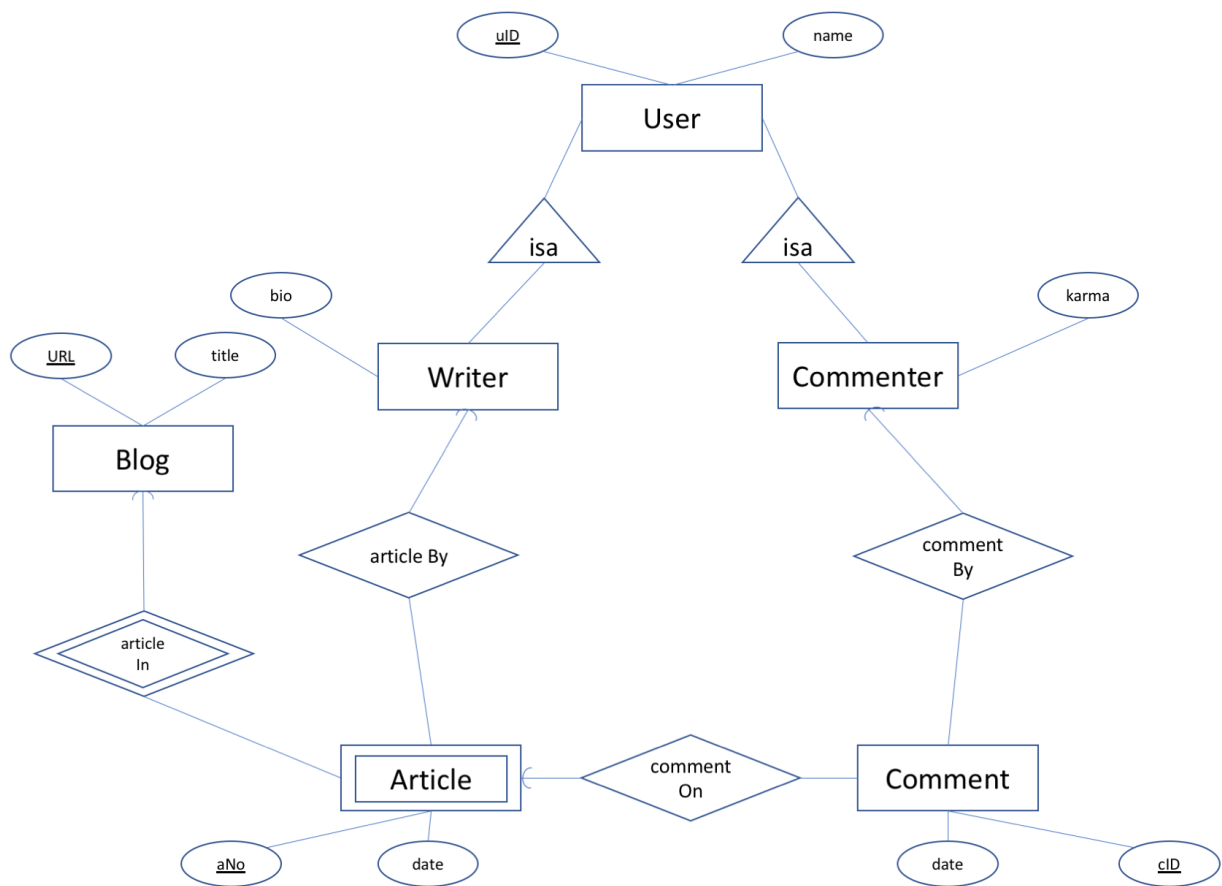 uID
name
User
isa
isa
bio
karma
URL
title
Writer
Commenter
Blog
article By
comment
By
article
In
comment
On
Article
Comment
aNo
date
date
cID